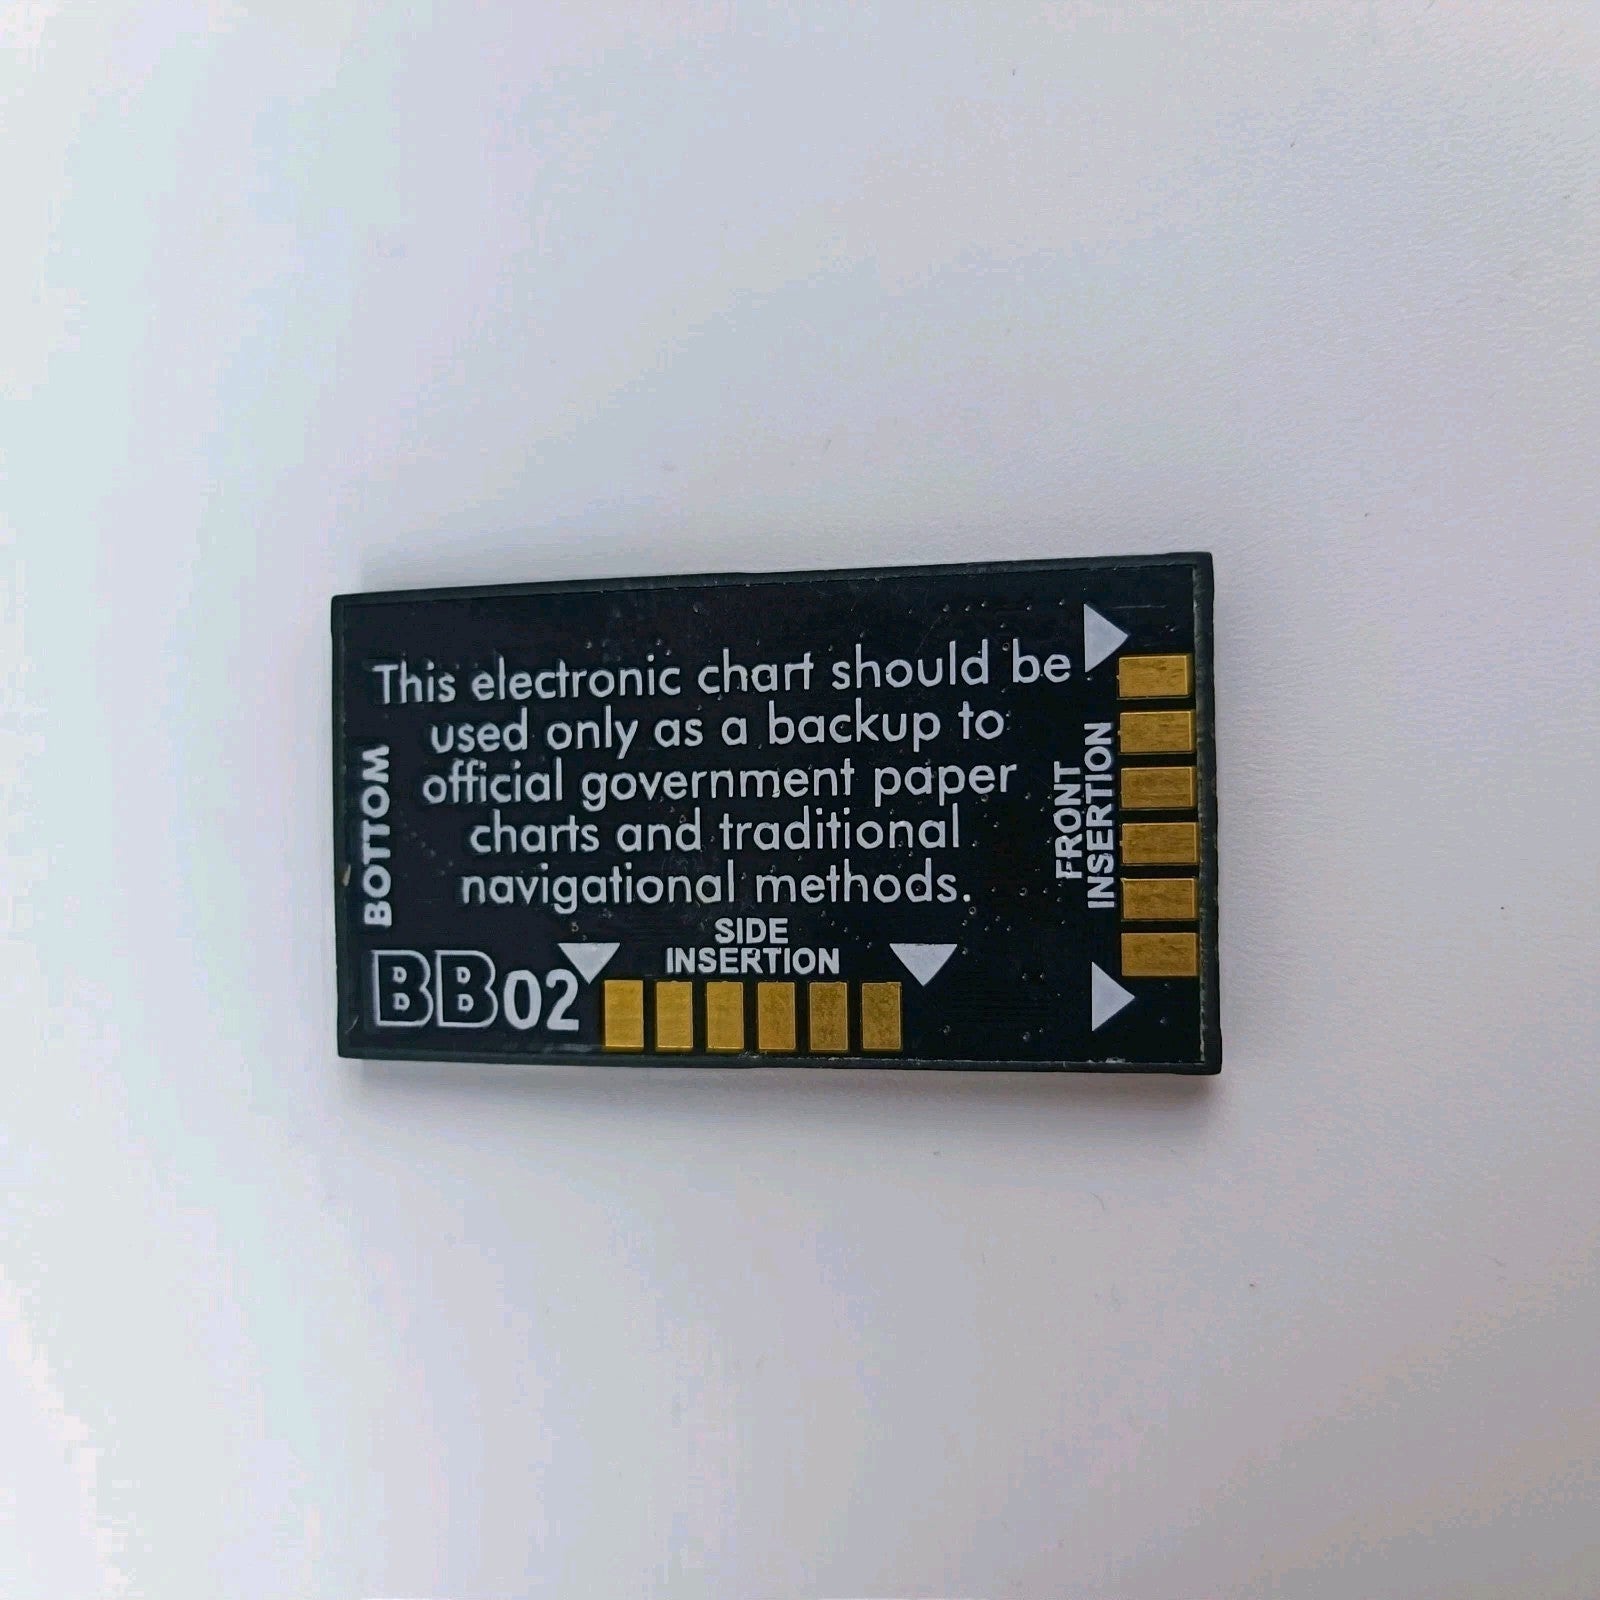 This electronic chart should be
used only as a backup to
official government paper
charts and traditional
navigational methods.
BOTTOM
FRONT
INSERTION
SIDE
INSERTION
BB02